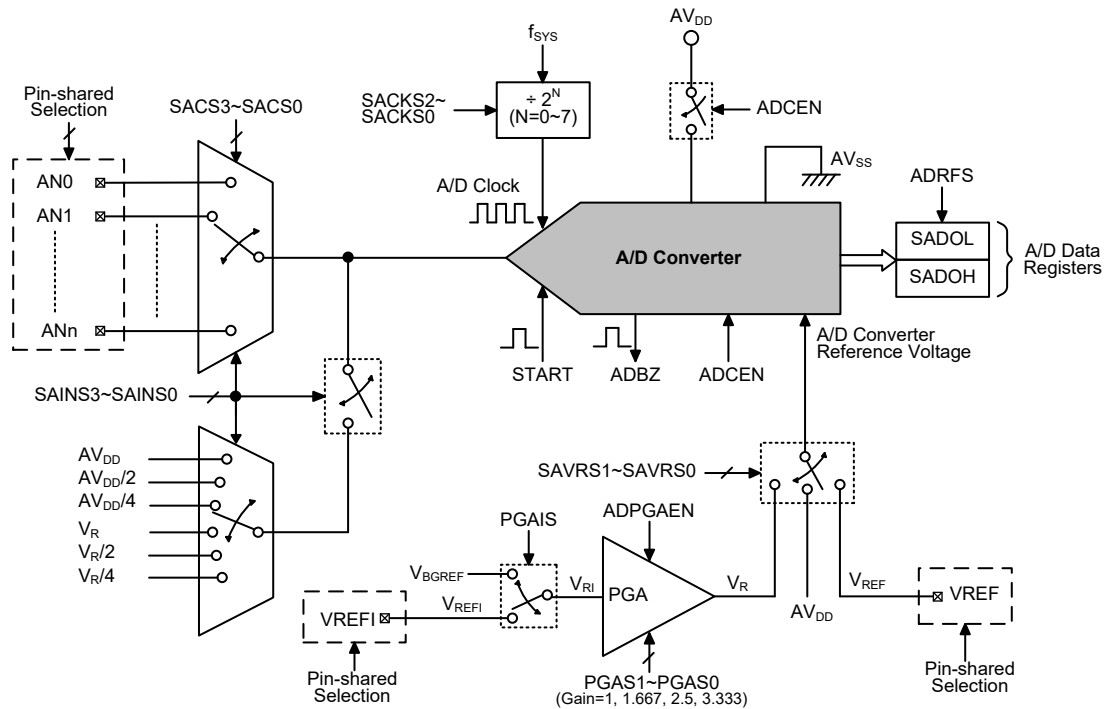 AV_DD
f_SYS
Pin-shared
Selection
SACS3~SACS0
SACKS2~
SACKS0
÷ 2^N
(N=0~7)
ADCEN
AN0
AN1
ANn
A/D Clock
AV_SS
ADRFS
A/D Converter
SADOL
SADOH
A/D Data
Registers
START
ADBZ
ADCEN
A/D Converter
Reference Voltage
SAINS3~SAINS0
AV_DD
AV_DD/2
AV_DD/4
V_R
V_R/2
V_R/4
SAVRS1~SAVRS0
PGAIS
ADPGAEN
V_BGREF
V_REFI
VREFI
V_RI
PGA
V_R
AV_DD
V_REF
VREF
Pin-shared
Selection
PGAS1~PGAS0
(Gain=1, 1.667, 2.5, 3.333)
Pin-shared
Selection